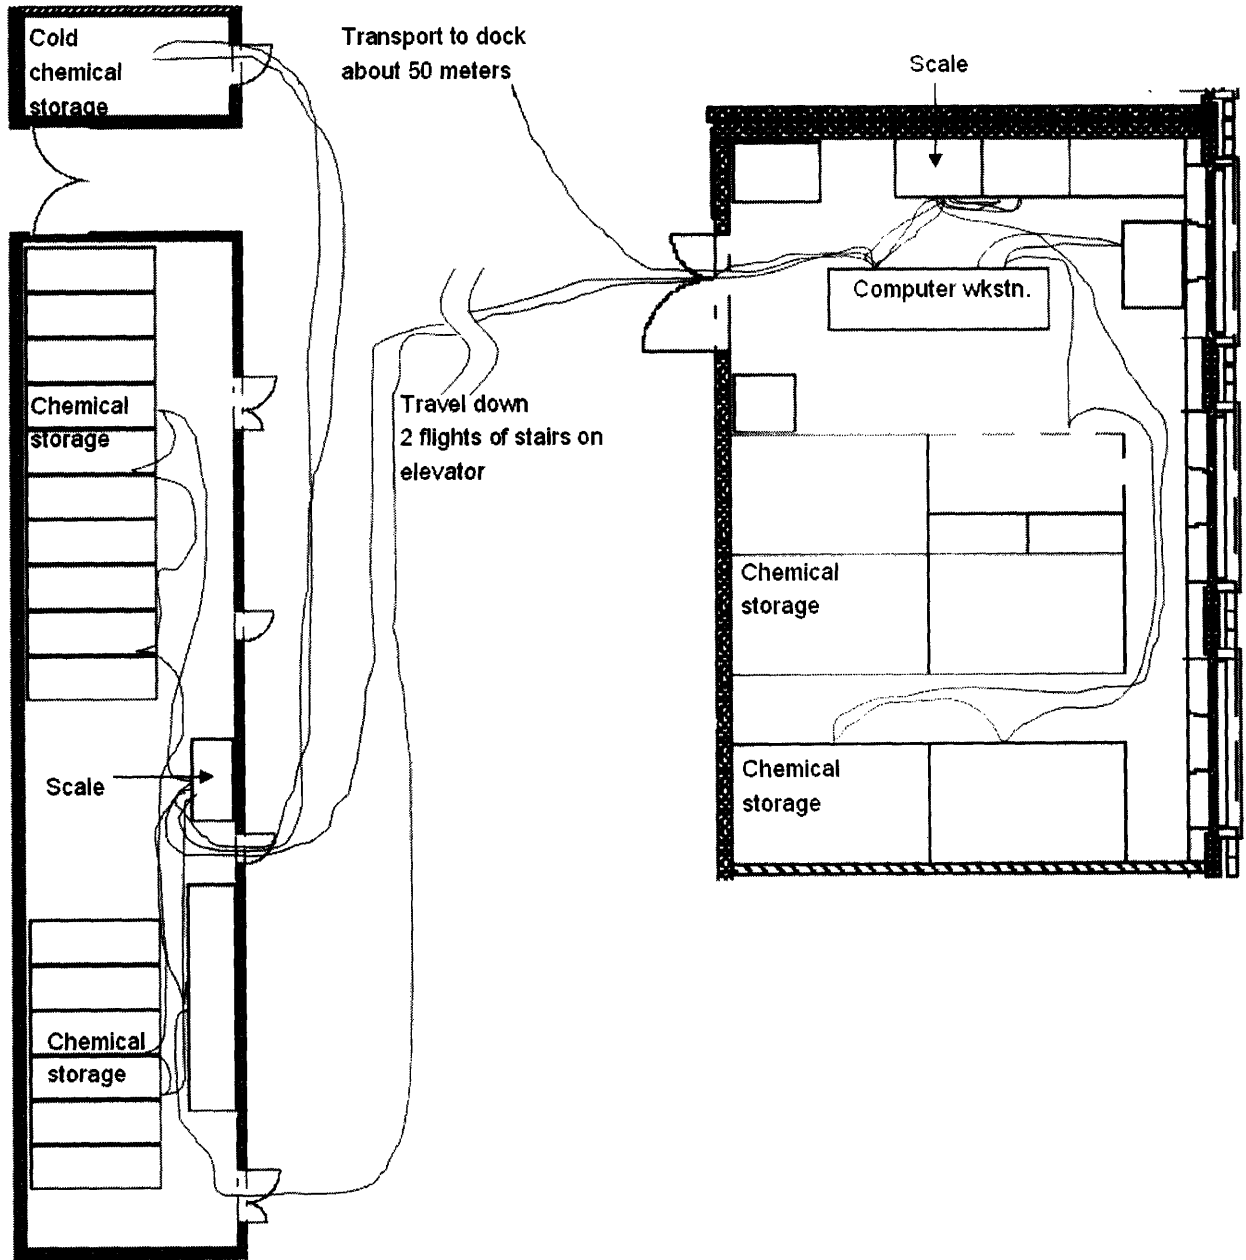 Cold
chemical
storage
Transport to dock
about 50 meters
Scale
Computer wkstn.
Chemical
storage
Travel down
2 flights of stairs on
elevator
Chemical
storage
Scale
Chemical
storage
Chemical
storage